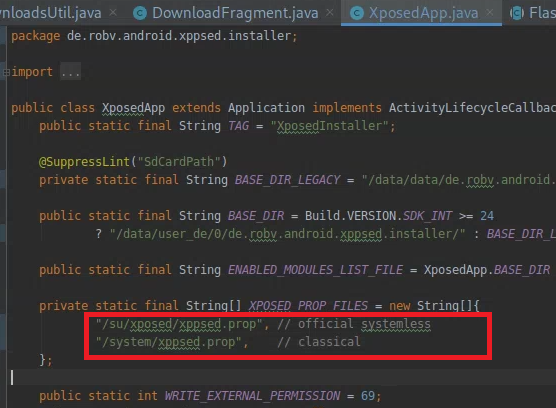 nloadsUtil.java × DownloadFragment.java × XposedApp.java × Flas
package de.robv.android.xppsed.installer;
import ...
public class XposedApp extends Application implements ActivityLifecycleCallbac
public static final String TAG = "XposedInstaller";
@SuppressLint("SdCardPath")
private static final String BASE_DIR_LEGACY = "/data/data/de.robv.android.
public static final String BASE_DIR = Build.VERSION.SDK_INT >= 24
? "/data/user_de/0/de.robv.android.xppsed.installer/" : BASE_DIR_L
public static final String ENABLED_MODULES_LIST_FILE = XposedApp.BASE_DIR
private static final String[] XPOSED_PROP_FILES = new String[]{
"/su/xposed/xppsed.prop", // official systemless
"/system/xppsed.prop", // classical
};
public static int WRITE_EXTERNAL_PERMISSION = 69;